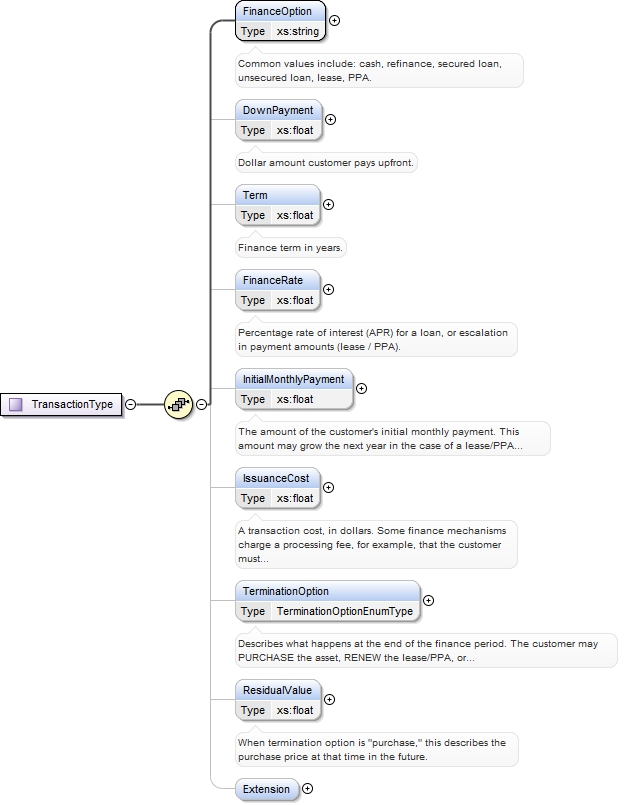 FinanceOption
Type xs:string
Common values include: cash, refinance, secured loan,
unsecured loan, lease, PPA.
DownPayment
Type xs:float
Dollar amount customer pays upfront.
Term
Type xs:float
Finance term in years.
FinanceRate
Type xs:float
Percentage rate of interest (APR) for a loan, or escalation
in payment amounts (lease / PPA).
InitialMonthlyPayment
Type xs:float
TransactionType
The amount of the customer's initial monthly payment. This
amount may grow the next year in the case of a lease/PPA...
IssuanceCost
Type xs:float
A transaction cost, in dollars. Some finance mechanisms
charge a processing fee, for example, that the customer
must...
TerminationOption
Type TerminationOptionEnumType
Describes what happens at the end of the finance period. The customer may
PURCHASE the asset, RENEW the lease/PPA, or...
ResidualValue
Type xs:float
When termination option is "purchase," this describes the
purchase price at that time in the future.
Extension